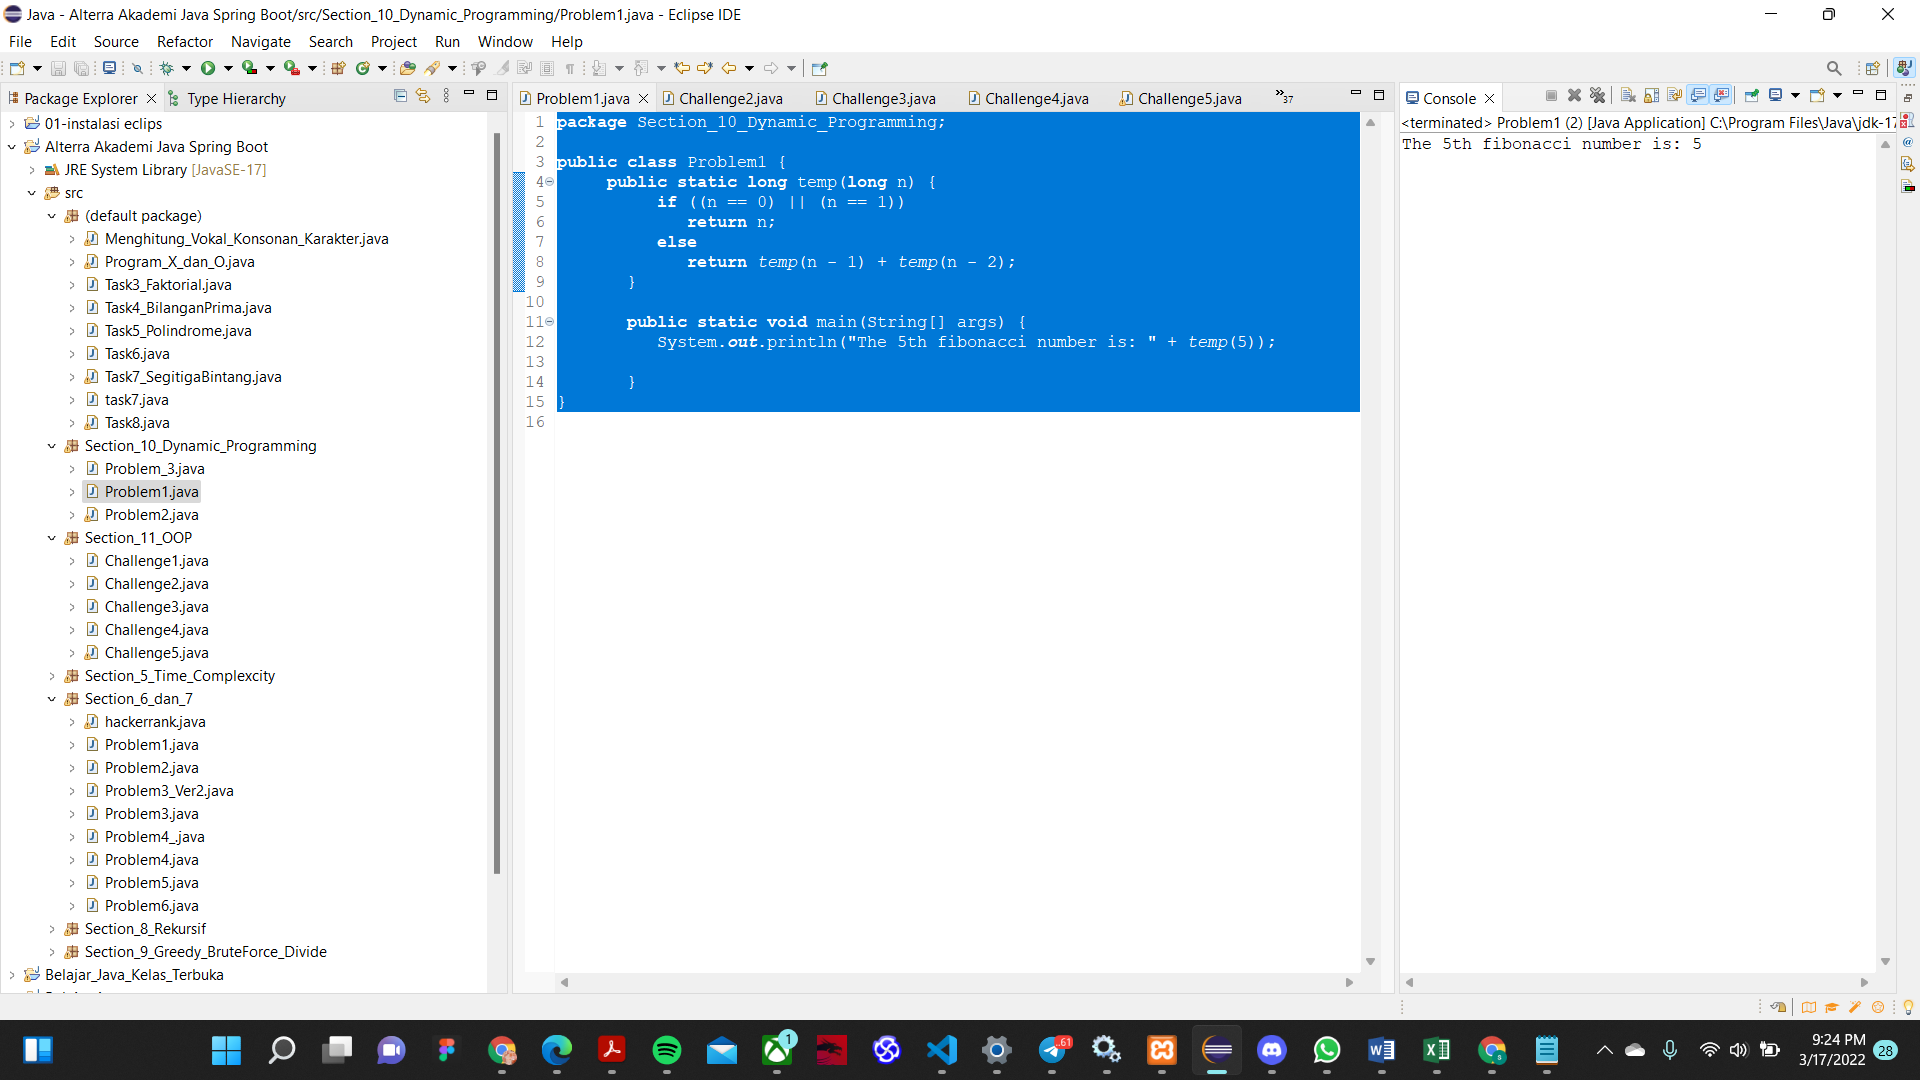 Java - Alterra Akademi Java Spring Boot/src/Section_10_Dynamic_Programming/Problem1.java - Eclipse IDE
File Edit Source Refactor Navigate Search Project Run Window Help
Package Explorer Type Hierarchy
01-instalasi eclips
Alterra Akademi Java Spring Boot
JRE System Library [JavaSE-17]
src
(default package)
Menghitung_Vokal_Konsonan_Karakter.java
Program_X_dan_O.java
Task3_Faktorial.java
Task4_BilanganPrima.java
Task5_Polindrome.java
Task6.java
Task7_SegitigaBintang.java
task7.java
Task8.java
Section_10_Dynamic_Programming
Problem_3.java
Problem1.java
Problem2.java
Section_11_OOP
Challenge1.java
Challenge2.java
Challenge3.java
Challenge4.java
Challenge5.java
Section_5_Time_Complexcity
Section_6_dan_7
hackerrank.java
Problem1.java
Problem2.java
Problem3_Ver2.java
Problem3.java
Problem4_.java
Problem4.java
Problem5.java
Problem6.java
Section_8_Rekursif
Section_9_Greedy_BruteForce_Divide
Belajar_Java_Kelas_Terbuka
Problem1.java Challenge2.java Challenge3.java Challenge4.java Challenge5.java »37
1 package Section_10_Dynamic_Programming;
2
3 public class Problem1 {
4 public static long temp(long n) {
5 if ((n == 0) || (n == 1))
6 return n;
7 else
8 return temp(n - 1) + temp(n - 2);
9 }
10
11 public static void main(String[] args) {
12 System.out.println("The 5th fibonacci number is: " + temp(5));
13
14 }
15 }
16
Console
<terminated> Problem1 (2) [Java Application] C:\Program Files\Java\jdk-17
The 5th fibonacci number is: 5
1
61
9:24 PM
3/17/2022
28